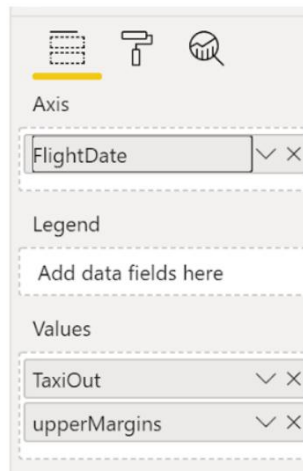 Axis
FlightDate
Legend
Add data fields here
Values
TaxiOut
upperMargins